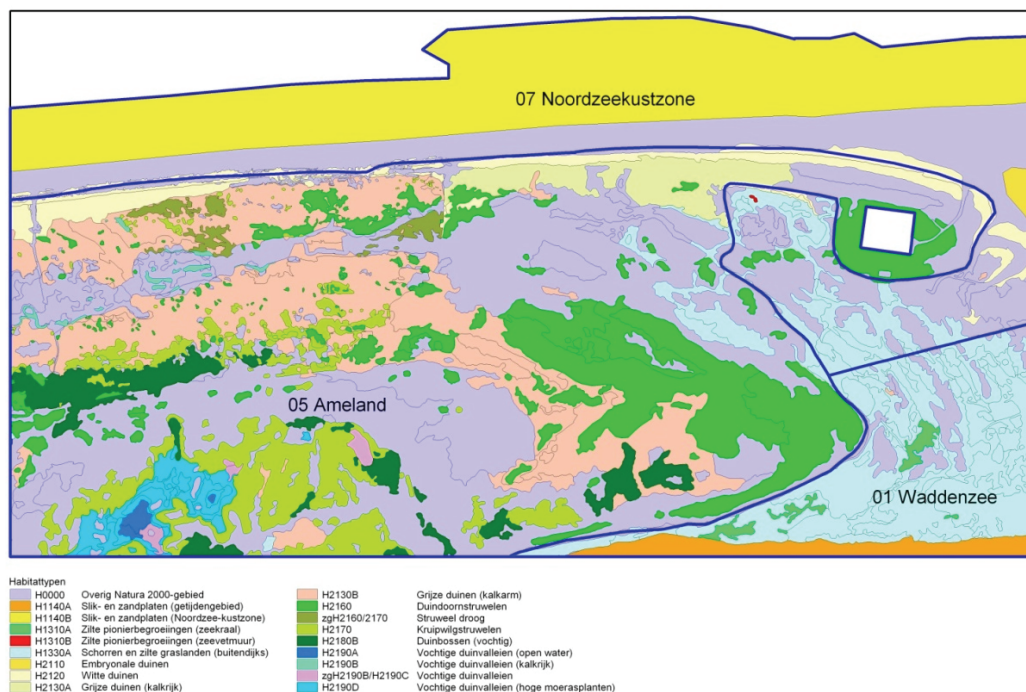 07 Noordzeekustzone
05 Ameland
01 Waddenzee
Habitattypen
H0000 Overig Natura 2000-gebied
H1140A Slik- en zandplaten (getijdengebied)
H1140B Slik- en zandplaten (Noordzee-kustzone)
H1310A Zilte pionierbegroeiingen (zeekraal)
H1310B Zilte pionierbegroeiingen (zeevetmuur)
H1330A Schorren en zilte graslanden (buitendijks)
H2110 Embryonale duinen
H2120 Witte duinen
H2130A Grijze duinen (kalkrijk)
H2130B Grijze duinen (kalkarm)
H2160 Duindoornstruwelen
zgH2160/2170 Struweel droog
H2170 Kruipwilgstruwelen
H2180B Duinbossen (vochtig)
H2190A Vochtige duinvalleien (open water)
H2190B Vochtige duinvalleien (kalkrijk)
zgH2190B/H2190C Vochtige duinvalleien
H2190D Vochtige duinvalleien (hoge moerasplanten)